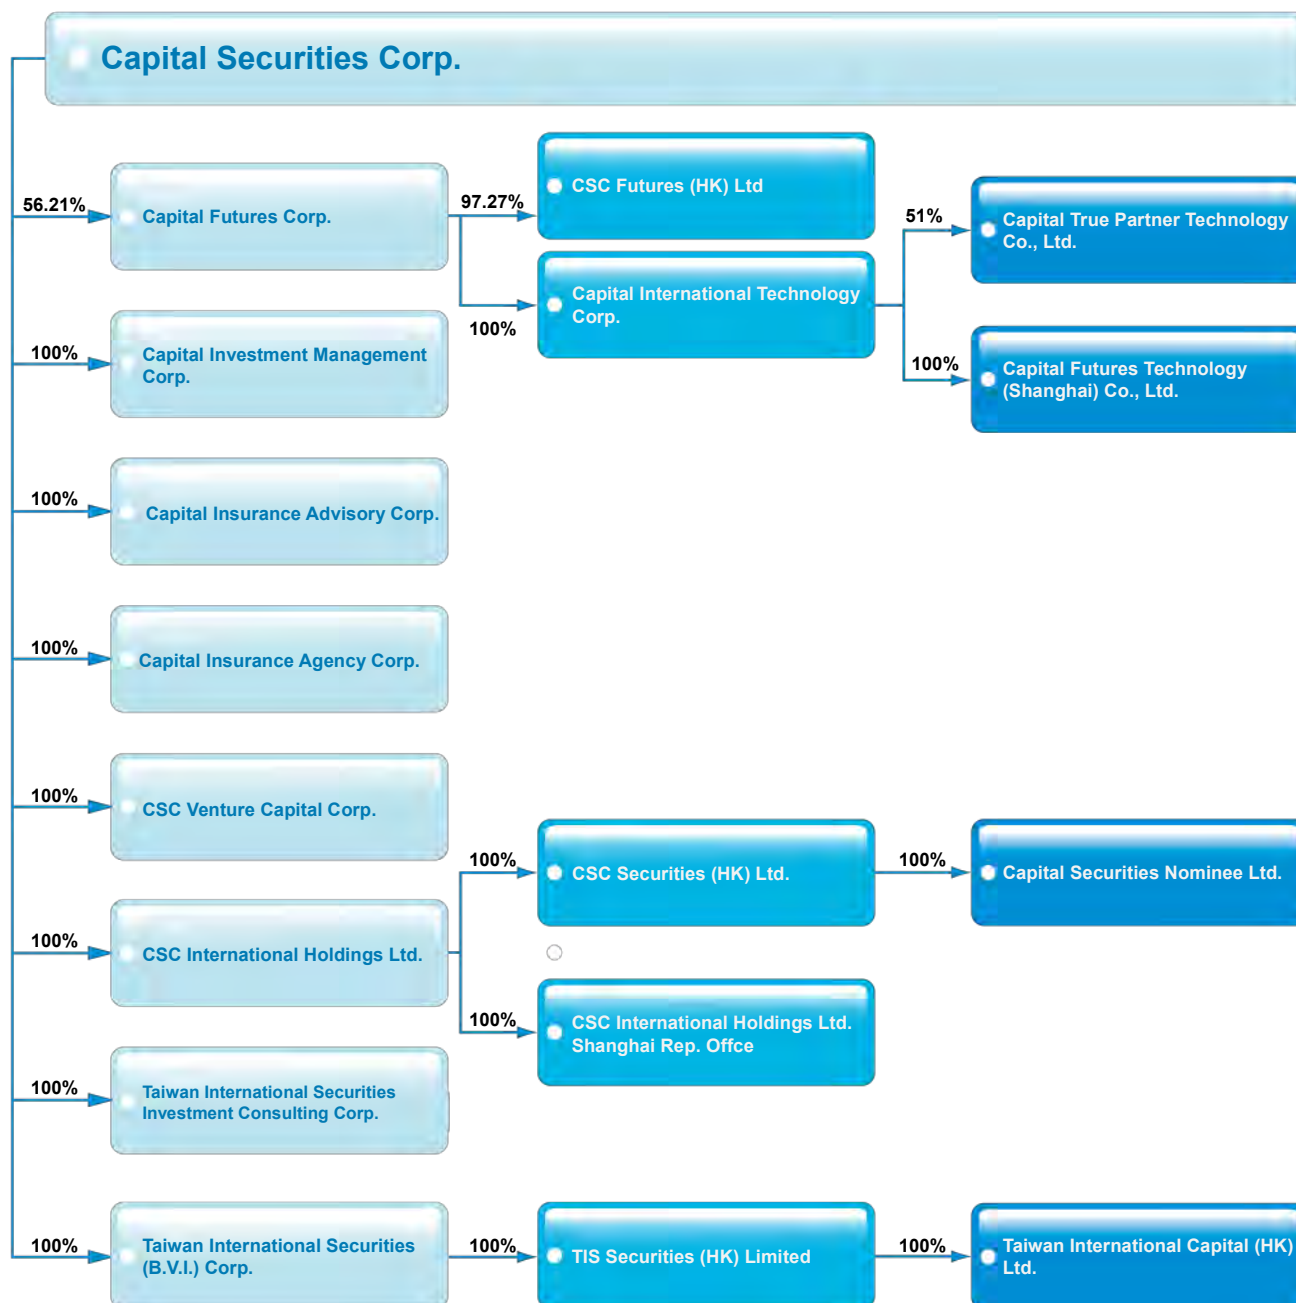 Capital Securities Corp.
56.21%
Capital Futures Corp.
97.27%
CSC Futures (HK) Ltd
100%
Capital International Technology
Corp.
51%
Capital True Partner Technology
Co., Ltd.
100%
Capital Futures Technology
(Shanghai) Co., Ltd.
100%
Capital Investment Management
Corp.
100%
Capital Insurance Advisory Corp.
100%
Capital Insurance Agency Corp.
100%
CSC Venture Capital Corp.
100%
CSC International Holdings Ltd.
100%
CSC Securities (HK) Ltd.
100%
Capital Securities Nominee Ltd.
100%
CSC International Holdings Ltd.
Shanghai Rep. Offce
100%
Taiwan International Securities
Investment Consulting Corp.
100%
Taiwan International Securities
(B.V.I.) Corp.
100%
TIS Securities (HK) Limited
100%
Taiwan International Capital (HK)
Ltd.